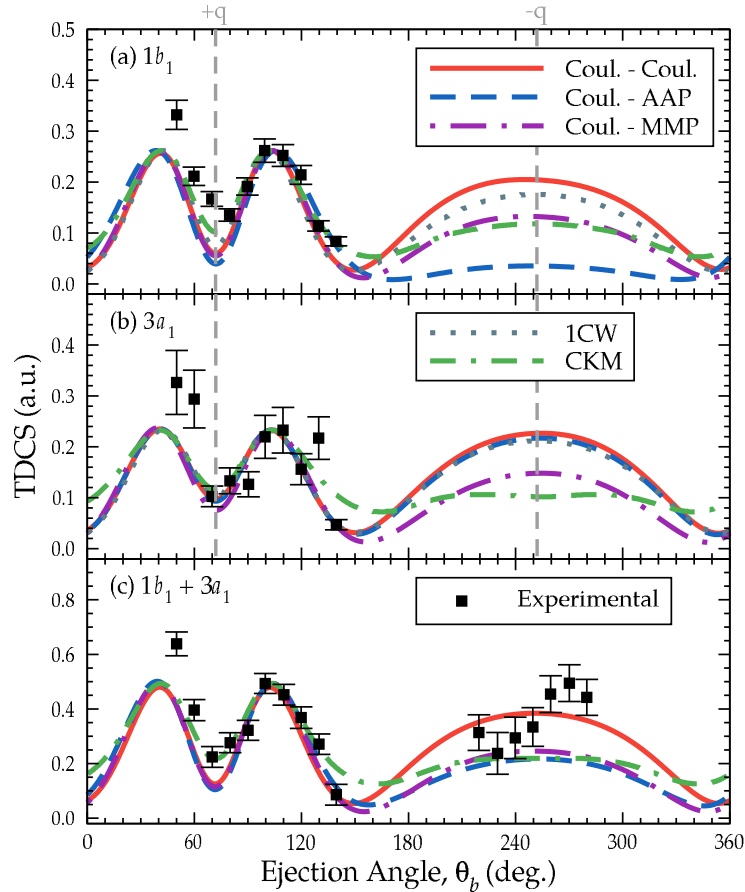 +q
-q
0.5
(a) 1b₁
Coul. - Coul.
Coul. - AAP
Coul. - MMP
0.4
0.3
0.2
0.1
0.0
(b) 3a₁
1CW
CKM
0.4
0.3
0.2
0.1
0.0
TDCS (a.u.)
(c) 1b₁ + 3a₁
Experimental
0.8
0.6
0.4
0.2
0.0
0 60 120 180 240 300 360
Ejection Angle, θ_b (deg.)